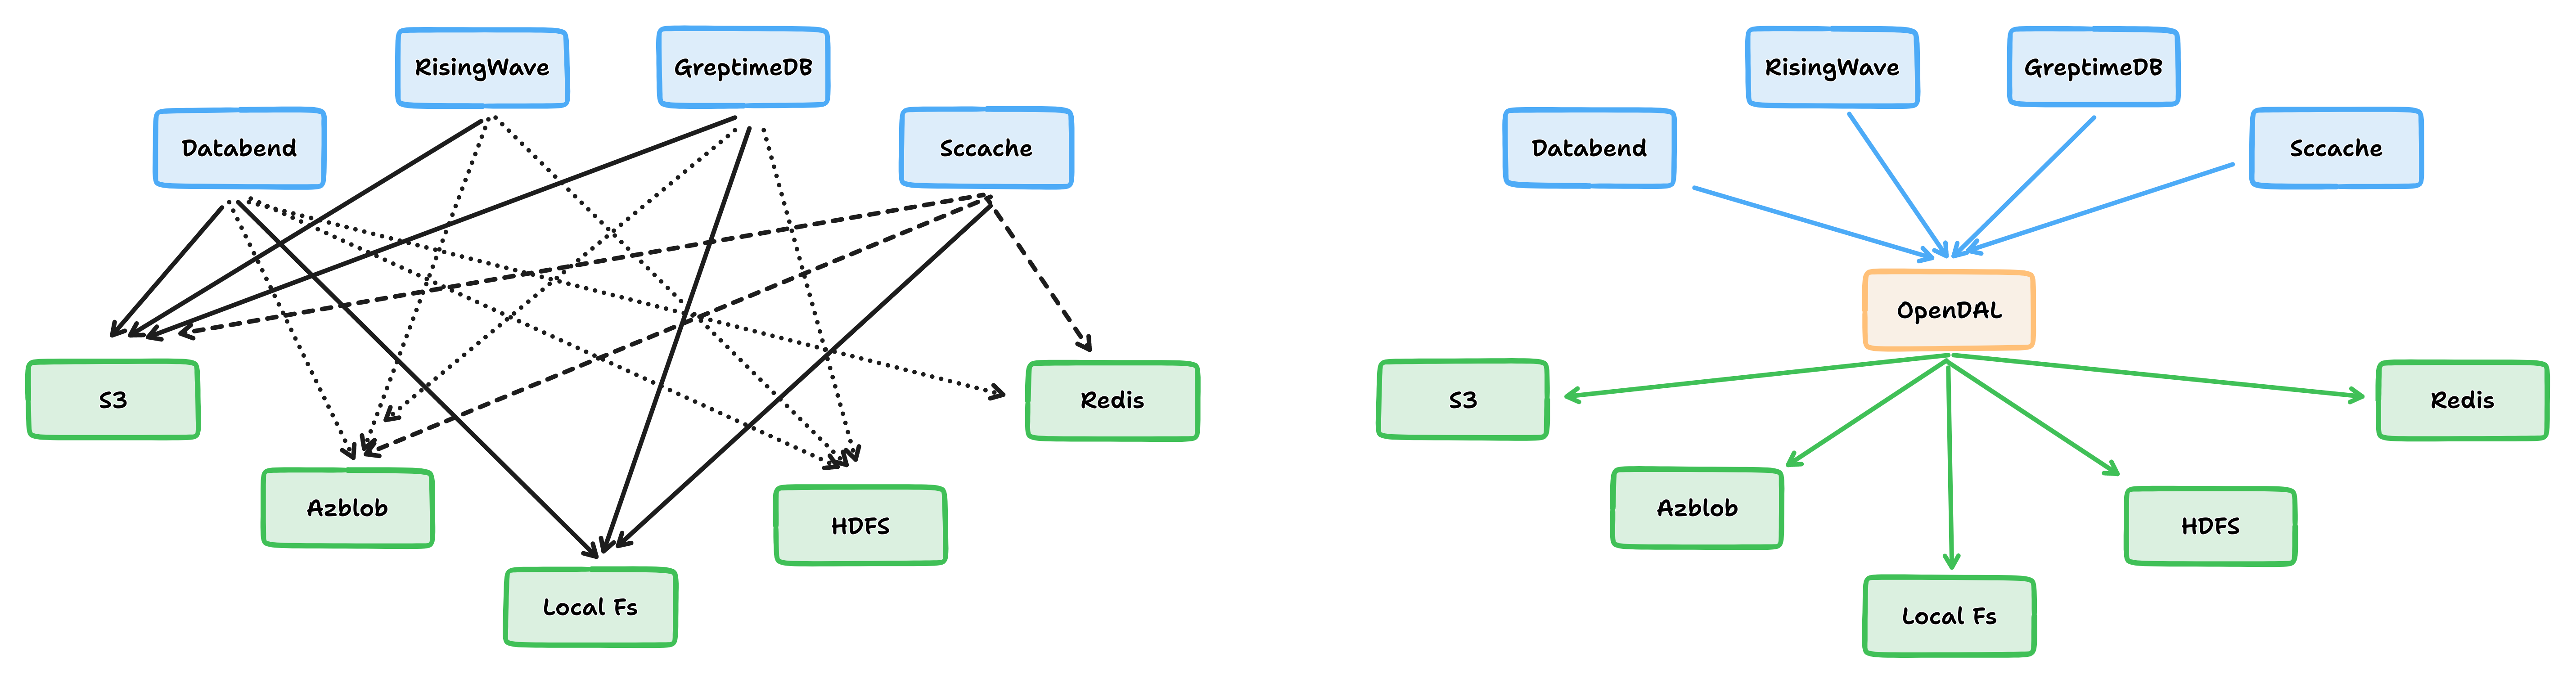 RisingWave
GreptimeDB
Databend
Sccache
S3
Redis
Azblob
HDFS
Local Fs
RisingWave
GreptimeDB
Databend
Sccache
OpenDAL
S3
Redis
Azblob
HDFS
Local Fs